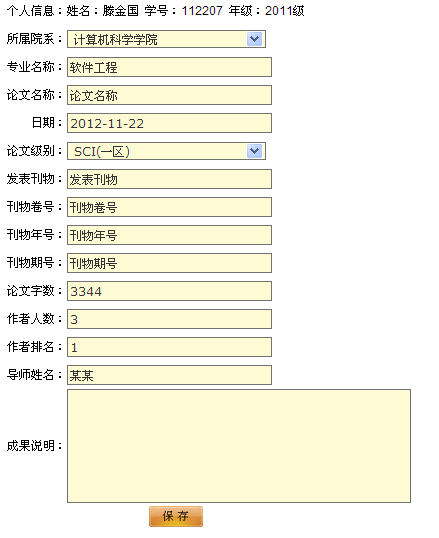 个人信息：姓名：滕金国 学号：112207 年级：2011级
所属院系： 计算机科学学院
专业名称：软件工程
论文名称：论文名称
日期：2012-11-22
论文级别： SCI(一区)
发表刊物：发表刊物
刊物卷号：刊物卷号
刊物年号：刊物年号
刊物期号：刊物期号
论文字数：3344
作者人数：3
作者排名：1
导师姓名：某某
成果说明：
保 存